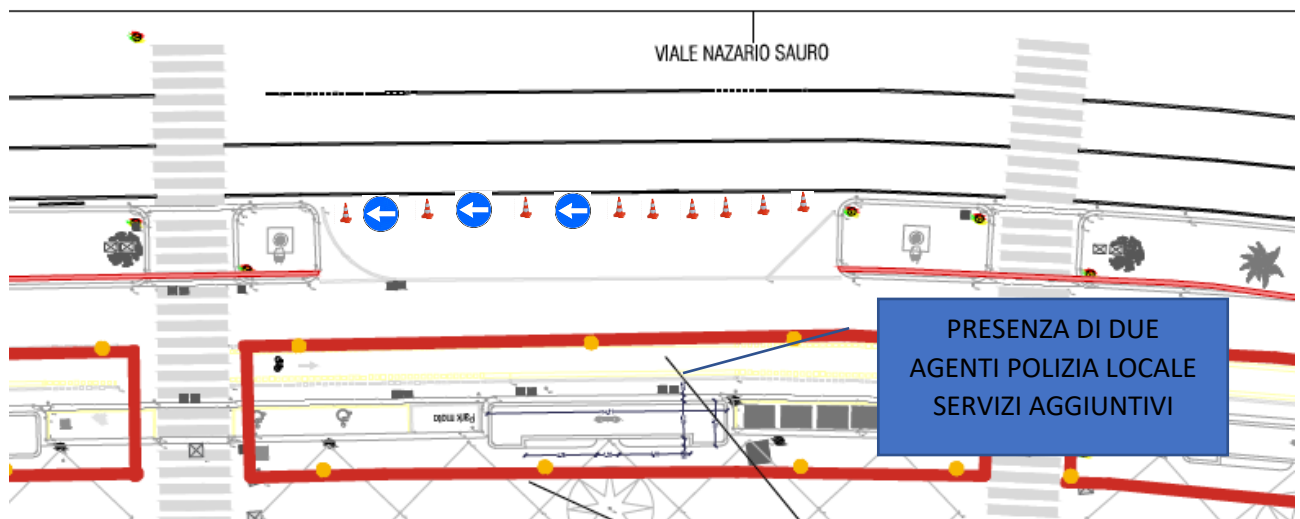 VIALE NAZARIO SAURO
PRESENZA DI DUE
AGENTI POLIZIA LOCALE
SERVIZI AGGIUNTIVI
Park moto